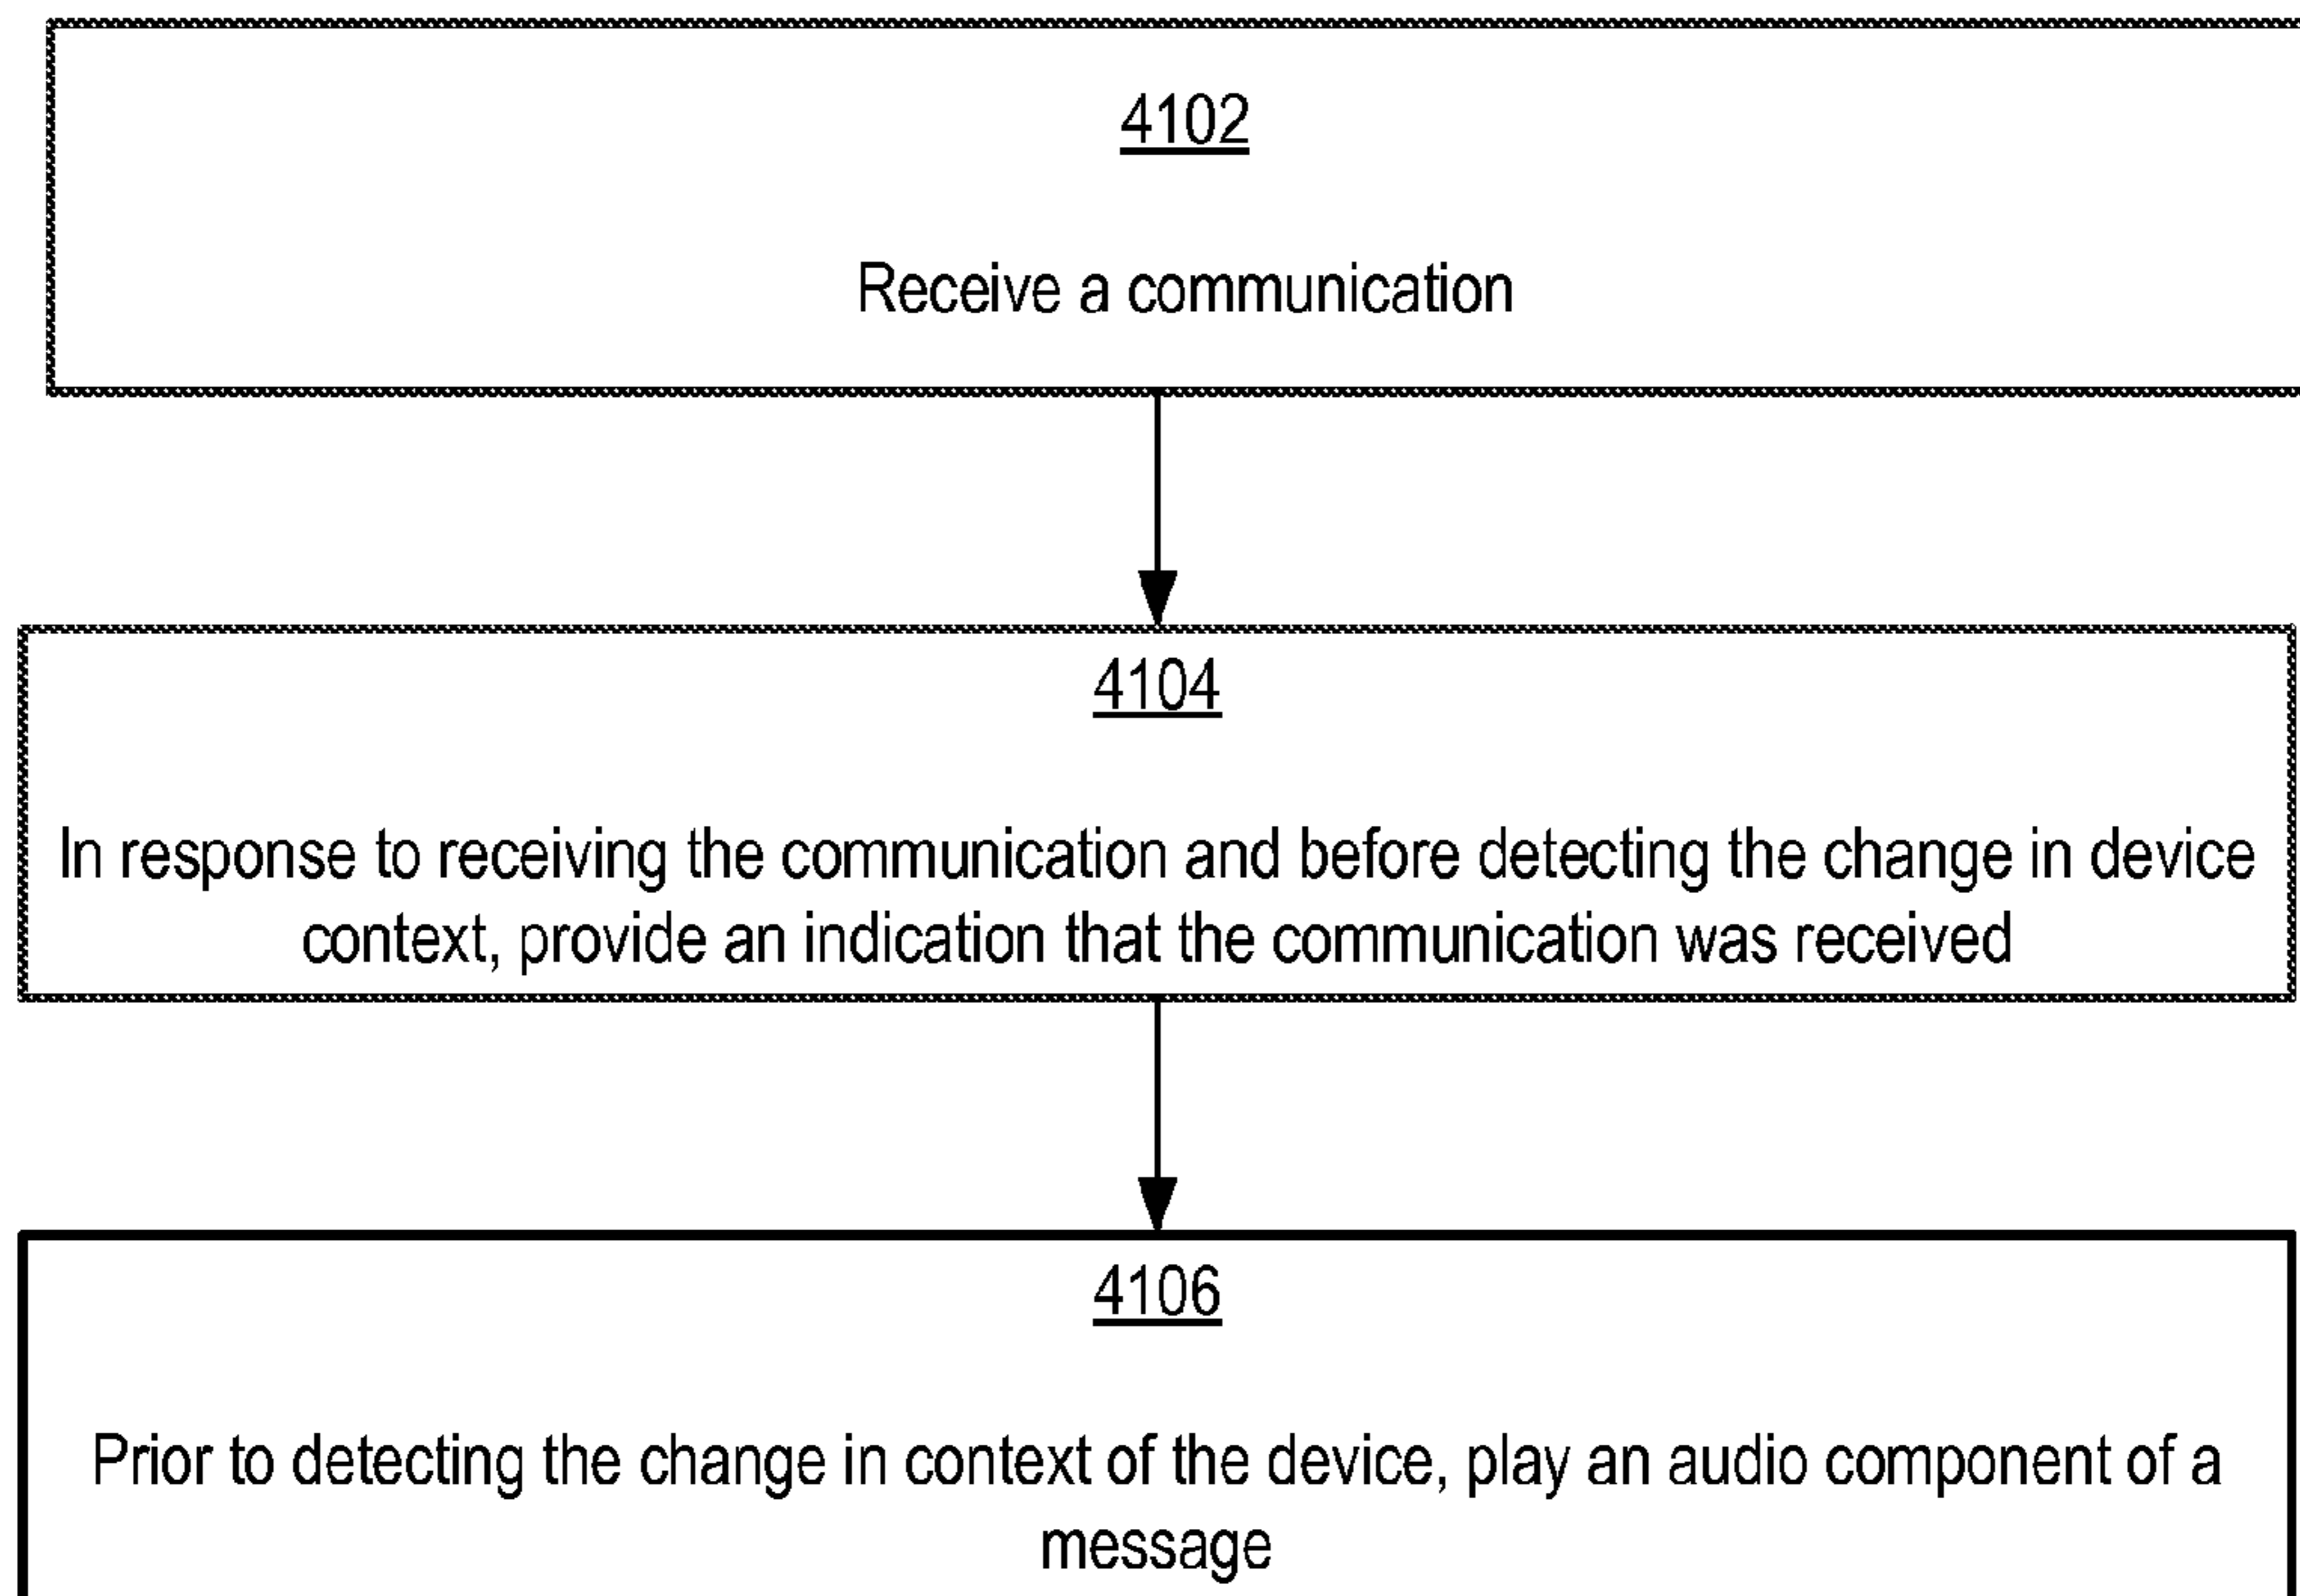 4102
Receive a communication
4104
In response to receiving the communication and before detecting the change in device
context, provide an indication that the communication was received
4106
Prior to detecting the change in context of the device, play an audio component of a
message